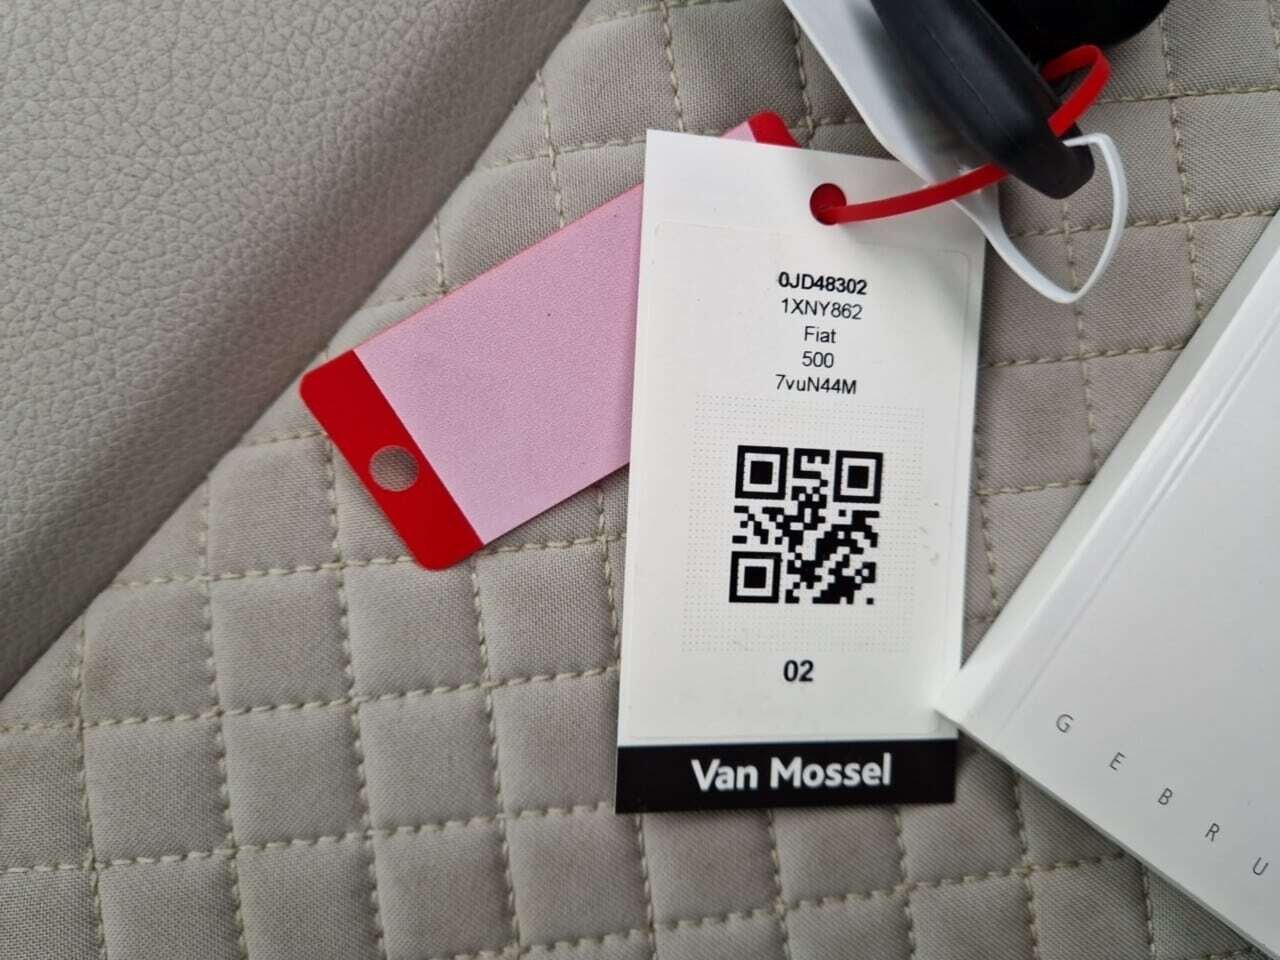 0JD48302
1XNY862
Fiat
500
7vuN44M
02
Van Mossel
GEBRU